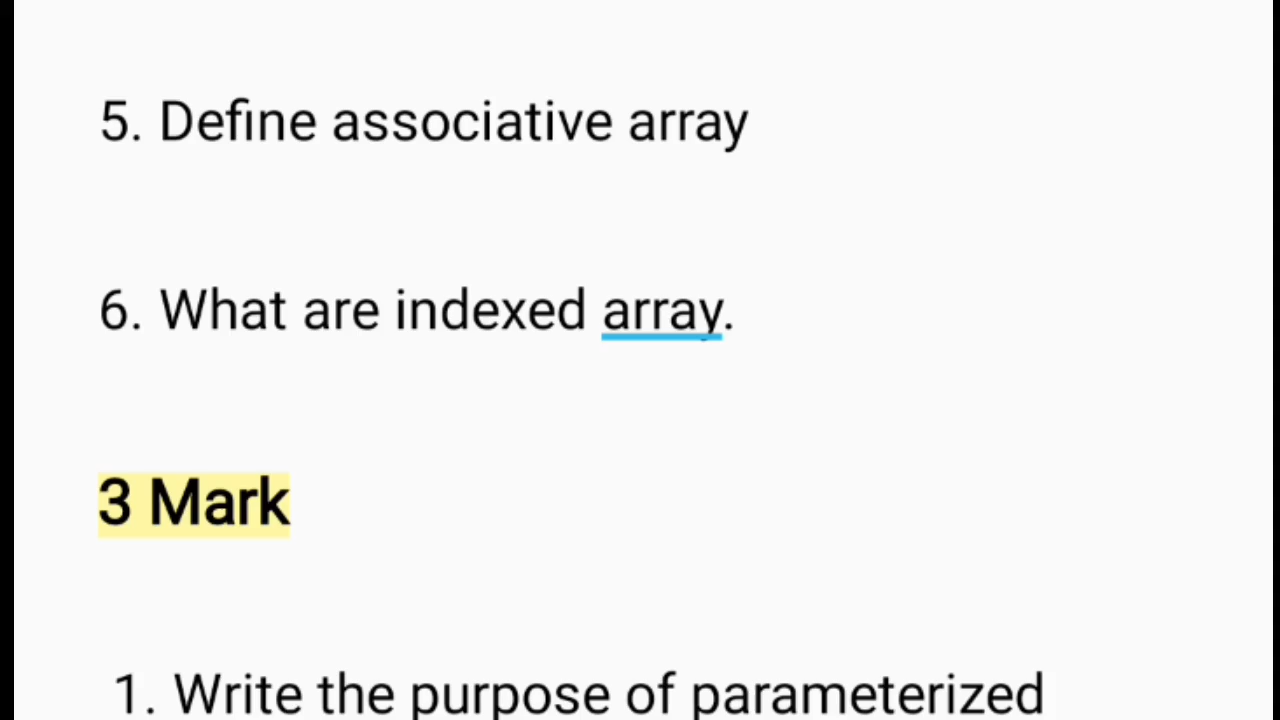 5. Define associative array
6. What are indexed array.
3 Mark
1. Write the purpose of parameterized